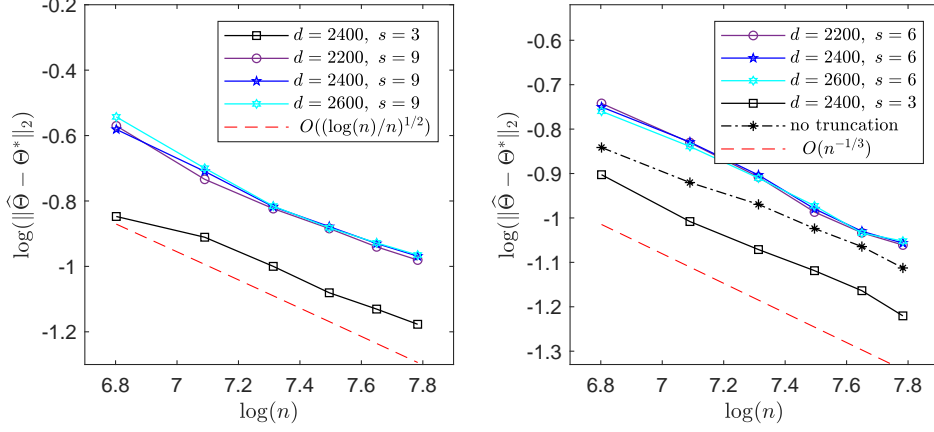 -0.2
-0.4
-0.6
-0.8
-1
-1.2
6.8 7 7.2 7.4 7.6 7.8
log(n)
log(‖Θ̂ − Θ*‖₂)
d = 2400, s = 3
d = 2200, s = 9
d = 2400, s = 9
d = 2600, s = 9
O((log(n)/n)^{1/2})
-0.6
-0.7
-0.8
-0.9
-1
-1.1
-1.2
-1.3
6.8 7 7.2 7.4 7.6 7.8
log(n)
log(‖Θ̂ − Θ*‖₂)
d = 2200, s = 6
d = 2400, s = 6
d = 2600, s = 6
d = 2400, s = 3
no truncation
O(n^{−1/3})